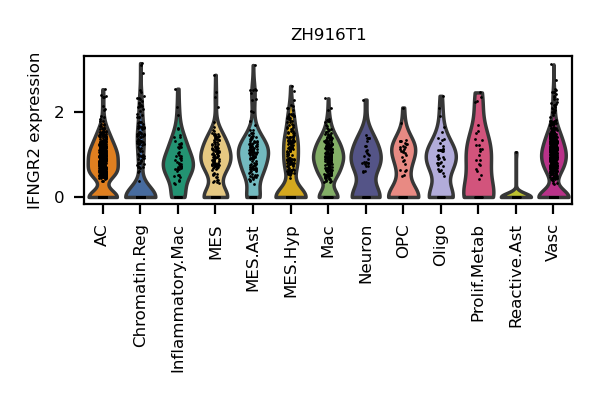 ZH916T1
IFNGR2 expression
2
0
AC
Chromatin.Reg
Inflammatory.Mac
MES
MES.Ast
MES.Hyp
Mac
Neuron
OPC
Oligo
Prolif.Metab
Reactive.Ast
Vasc